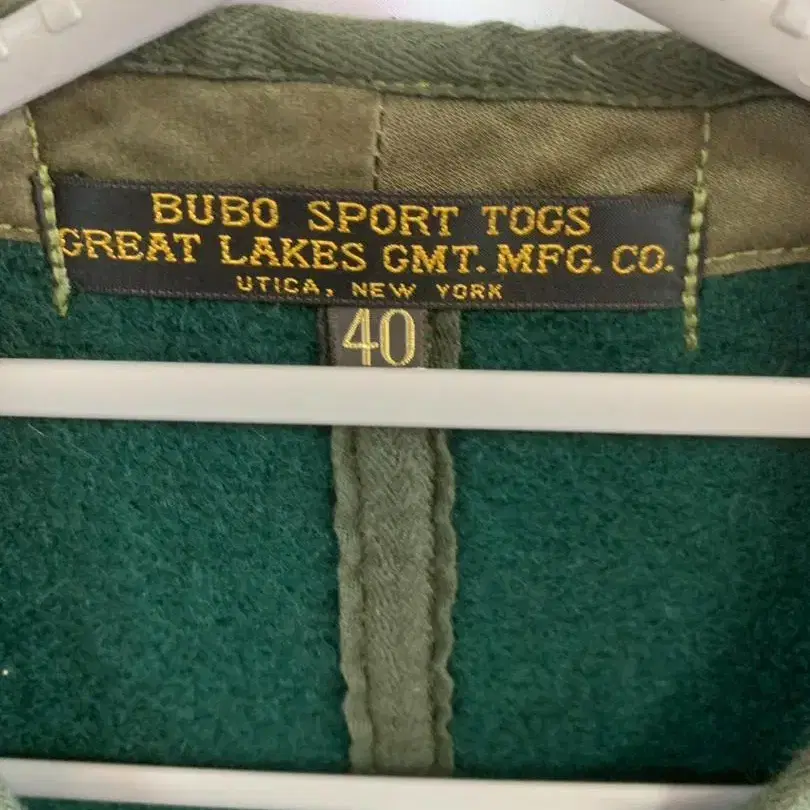 BUBO SPORT TOGS
GREAT LAKES GMT. MFG. CO.
UTICA, NEW YORK
40